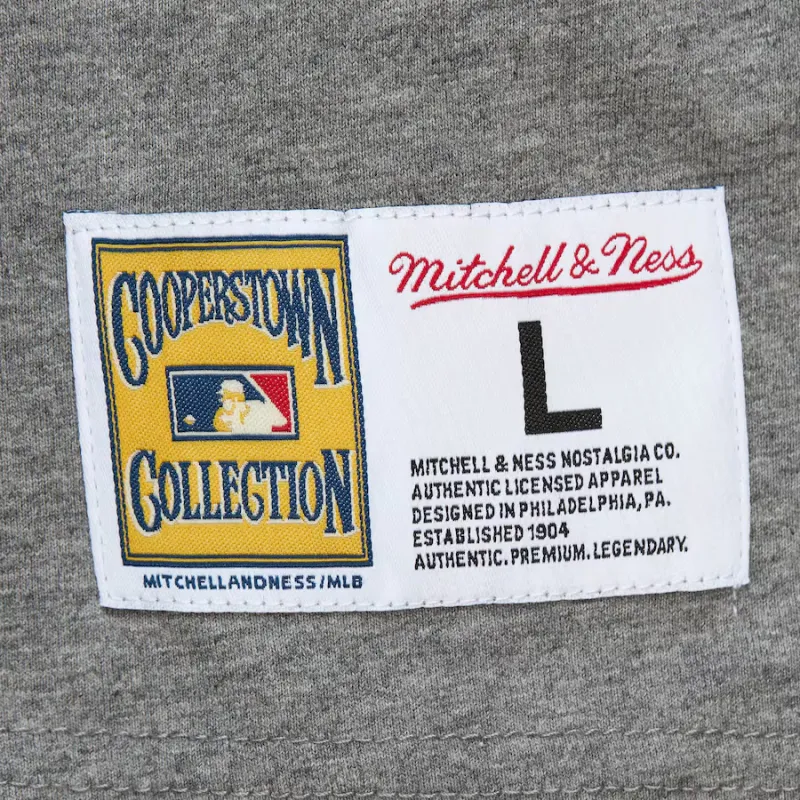 COOPERSTOWN
COLLECTION
MITCHELLANDNESS/MLB
Mitchell & Ness
L
MITCHELL & NESS NOSTALGIA CO.
AUTHENTIC LICENSED APPAREL
DESIGNED IN PHILADELPHIA, PA.
ESTABLISHED 1904
AUTHENTIC. PREMIUM. LEGENDARY.